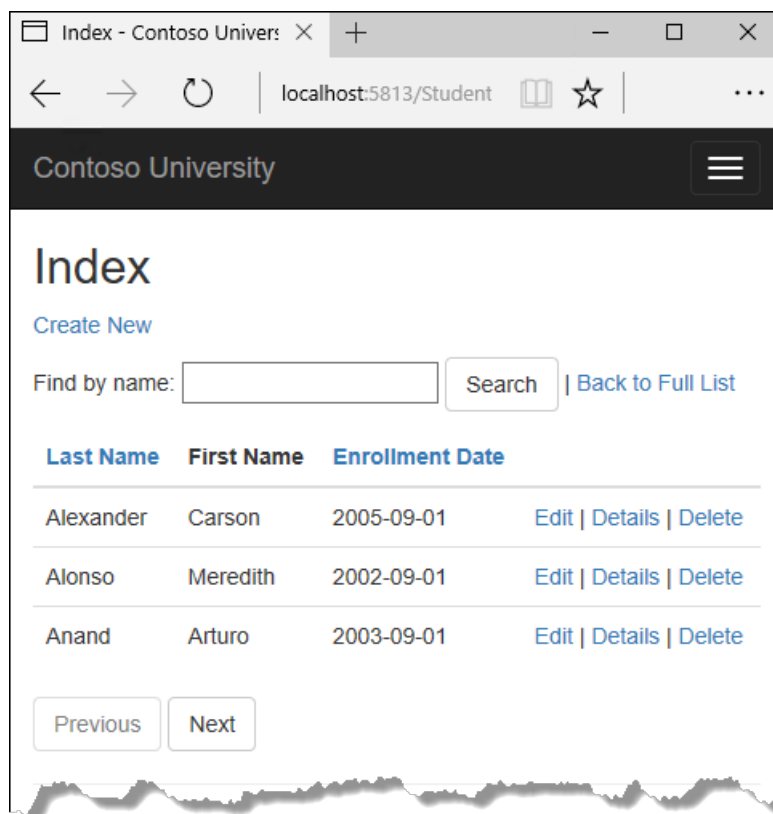 Index - Contoso Univers
localhost:5813/Student
Contoso University
Index
Create New
Find by name: Search | Back to Full List
Last Name First Name Enrollment Date
Alexander Carson 2005-09-01 Edit | Details | Delete
Alonso Meredith 2002-09-01 Edit | Details | Delete
Anand Arturo 2003-09-01 Edit | Details | Delete
Previous Next